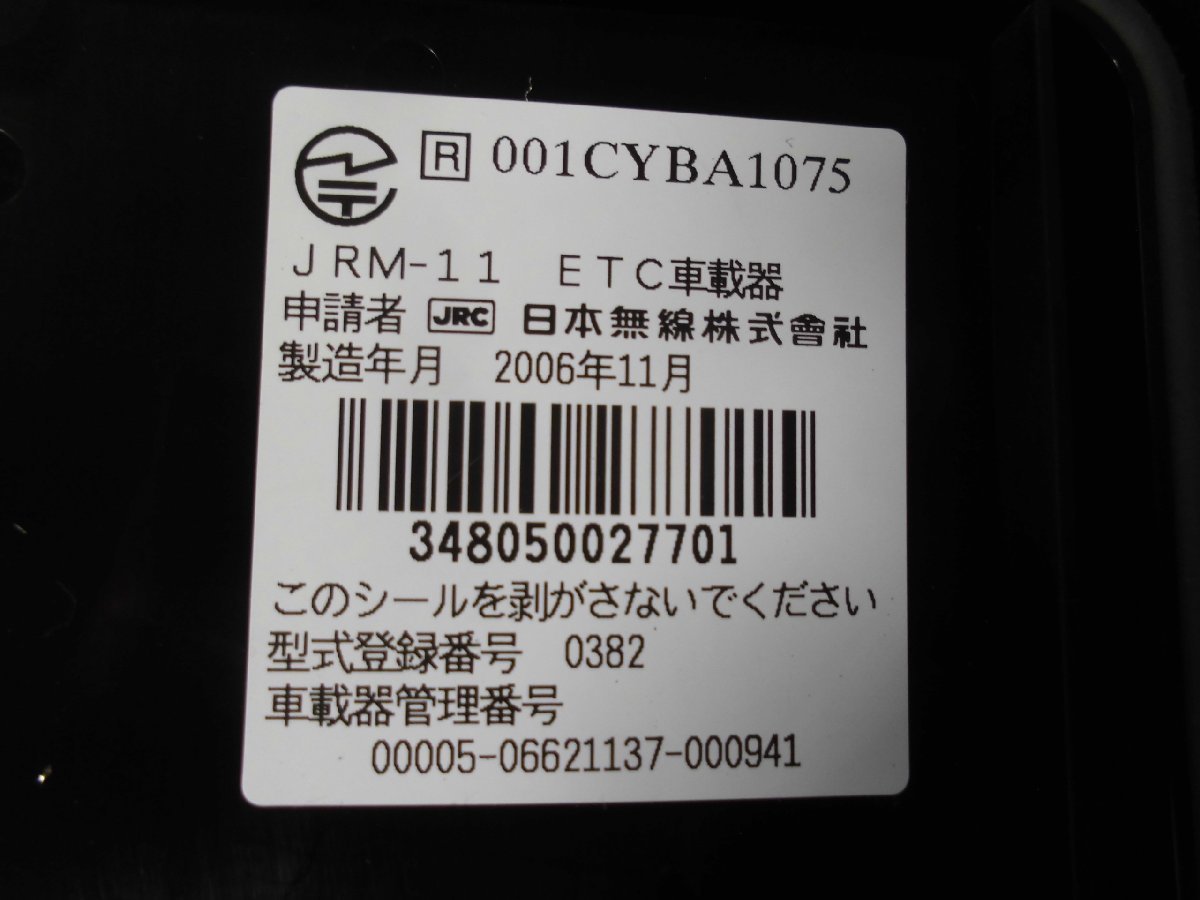 R 001CYBA1075
JRM-11 ETC車載器
申請者 JRC 日本無線株式會社
製造年月 2006年11月
348050027701
このシールを剥がさないでください
型式登録番号 0382
車載器管理番号
00005-06621137-000941